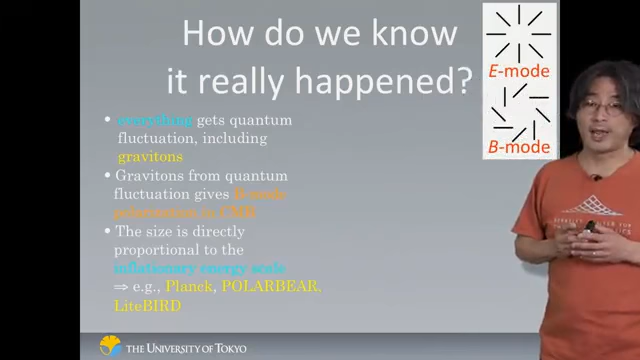 How do we know
it really happened?
E-mode
B-mode
• everything gets quantum
fluctuation, including
gravitons
• Gravitons from quantum
fluctuation gives B-mode
polarization in CMB
• The size is directly
proportional to the
inflationary energy scale
⇒ e.g., Planck, POLARBEAR,
LiteBIRD
THE UNIVERSITY OF TOKYO